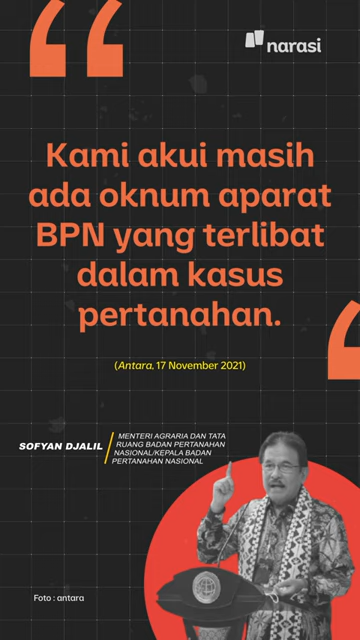 narasi
Kami akui masih
ada oknum aparat
BPN yang terlibat
dalam kasus
pertanahan.
(Antara, 17 November 2021)
SOFYAN DJALIL
MENTERI AGRARIA DAN TATA
RUANG BADAN PERTANAHAN
NASIONAL/KEPALA BADAN
PERTANAHAN NASIONAL
Foto : antara